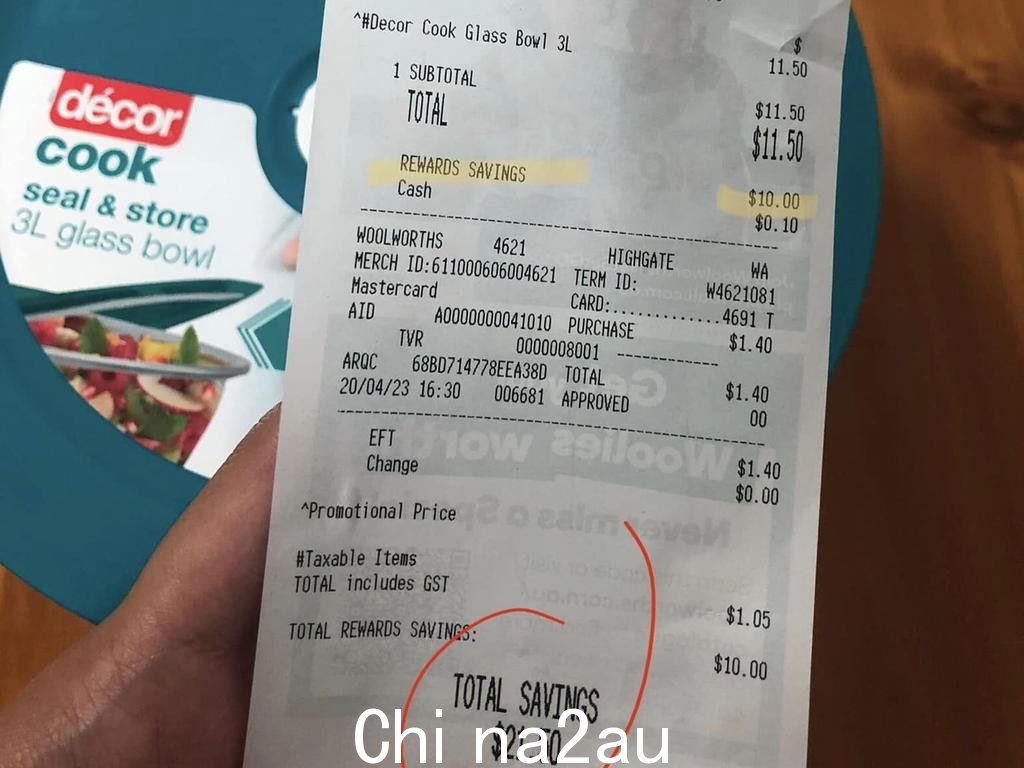 décor
cook
seal & store
3L glass bowl
^#Decor Cook Glass Bowl 3L
$
11.50
1 SUBTOTAL $11.50
TOTAL $11.50
REWARDS SAVINGS $10.00
Cash $0.10
WOOLWORTHS 4621 HIGHGATE WA
MERCH ID:611000606004621 TERM ID: W4621081
Mastercard CARD:.............4691 T
AID A0000000041010 PURCHASE $1.40
TVR 0000008001 ------------
ARQC 68BD714778EEA38D TOTAL $1.40
20/04/23 16:30 006681 APPROVED 00
EFT $1.40
Change $0.00
^Promotional Price
#Taxable Items
TOTAL includes GST $1.05
TOTAL REWARDS SAVINGS: $10.00
TOTAL SAVINGS
Chi na2au